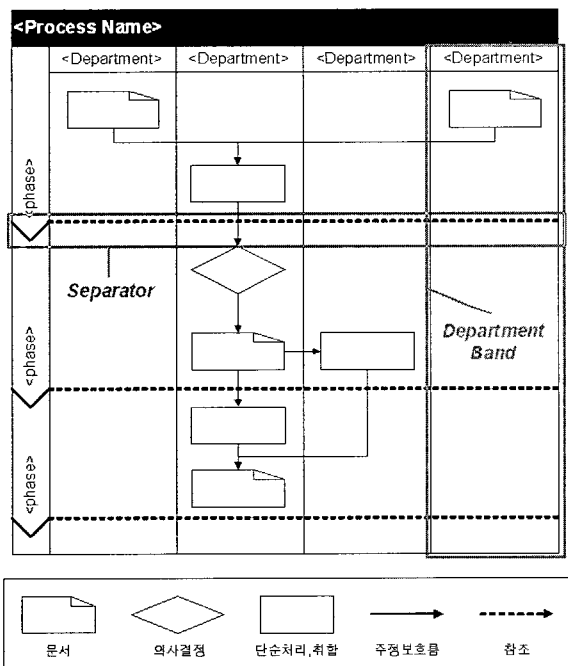 <Process Name>
<Department> <Department> <Department> <Department>
<phase>
Separator
Department
Band
<phase>
<phase>
문서 의사결정 단순처리,취합 주정보흐름 참조